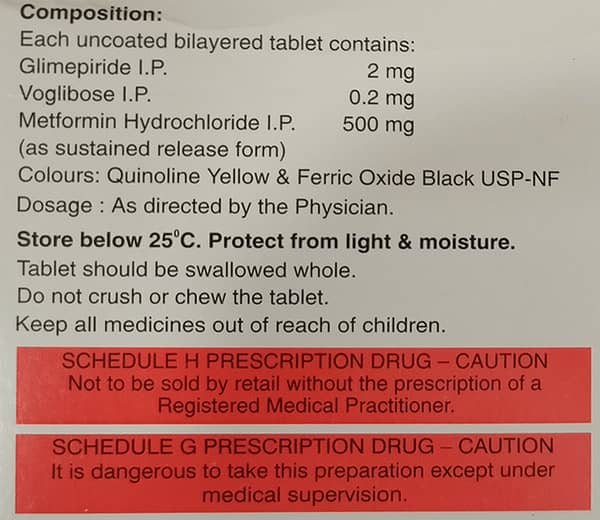 Composition:
Each uncoated bilayered tablet contains:
Glimepiride I.P. 2 mg
Voglibose I.P. 0.2 mg
Metformin Hydrochloride I.P. 500 mg
(as sustained release form)
Colours: Quinoline Yellow & Ferric Oxide Black USP-NF
Dosage : As directed by the Physician.
Store below 25⁰C. Protect from light & moisture.
Tablet should be swallowed whole.
Do not crush or chew the tablet.
Keep all medicines out of reach of children.
SCHEDULE H PRESCRIPTION DRUG – CAUTION
Not to be sold by retail without the prescription of a
Registered Medical Practitioner.
SCHEDULE G PRESCRIPTION DRUG – CAUTION
It is dangerous to take this preparation except under
medical supervision.